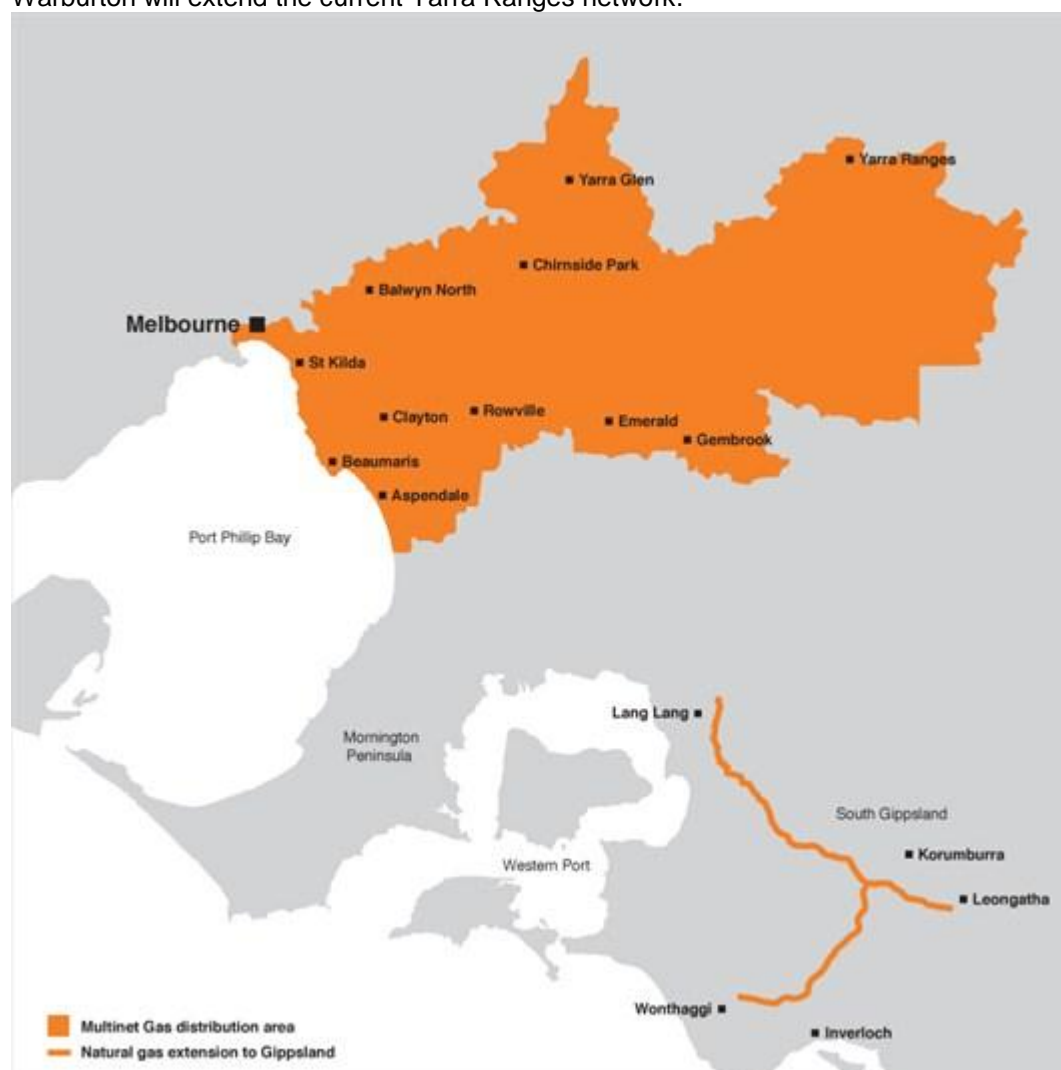 Warburton will extend the current Yarra Ranges network.
Yarra Ranges
Yarra Glen
Chirnside Park
Balwyn North
Melbourne
St Kilda
Clayton
Rowville
Emerald
Gembrook
Beaumaris
Aspendale
Port Phillip Bay
Lang Lang
Mornington
Peninsula
South Gippsland
Korumburra
Western Port
Leongatha
Wonthaggi
Inverloch
Multinet Gas distribution area
Natural gas extension to Gippsland